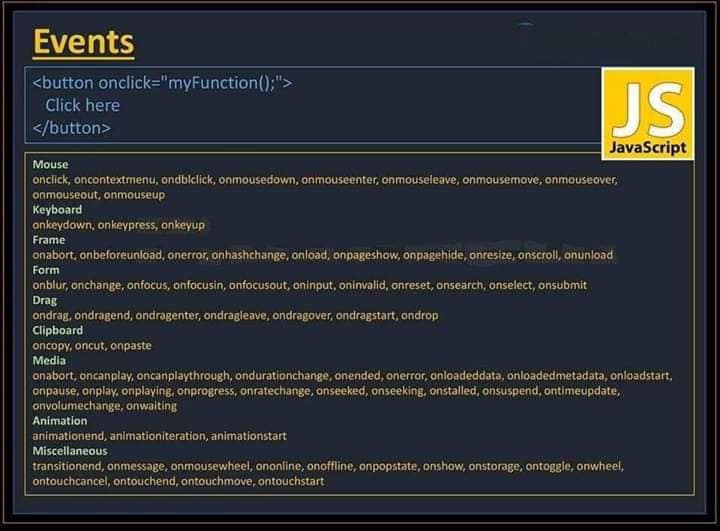 Events
<button onclick="myFunction();">
Click here
</button>
JS
JavaScript
Mouse
onclick, oncontextmenu, ondblclick, onmousedown, onmouseenter, onmouseleave, onmousemove, onmouseover,
onmouseout, onmouseup
Keyboard
onkeydown, onkeypress, onkeyup
Frame
onabort, onbeforeunload, onerror, onhashchange, onload, onpageshow, onpagehide, onresize, onscroll, onunload
Form
onblur, onchange, onfocus, onfocusin, onfocusout, oninput, oninvalid, onreset, onsearch, onselect, onsubmit
Drag
ondrag, ondragend, ondragenter, ondragleave, ondragover, ondragstart, ondrop
Clipboard
oncopy, oncut, onpaste
Media
onabort, oncanplay, oncanplaythrough, ondurationchange, onended, onerror, onloadeddata, onloadedmetadata, onloadstart,
onpause, onplay, onplaying, onprogress, onratechange, onseeked, onseeking, onstalled, onsuspend, ontimeupdate,
onvolumechange, onwaiting
Animation
animationend, animationiteration, animationstart
Miscellaneous
transitionend, onmessage, onmousewheel, ononline, onoffline, onpopstate, onshow, onstorage, ontoggle, onwheel,
ontouchcancel, ontouchend, ontouchmove, ontouchstart